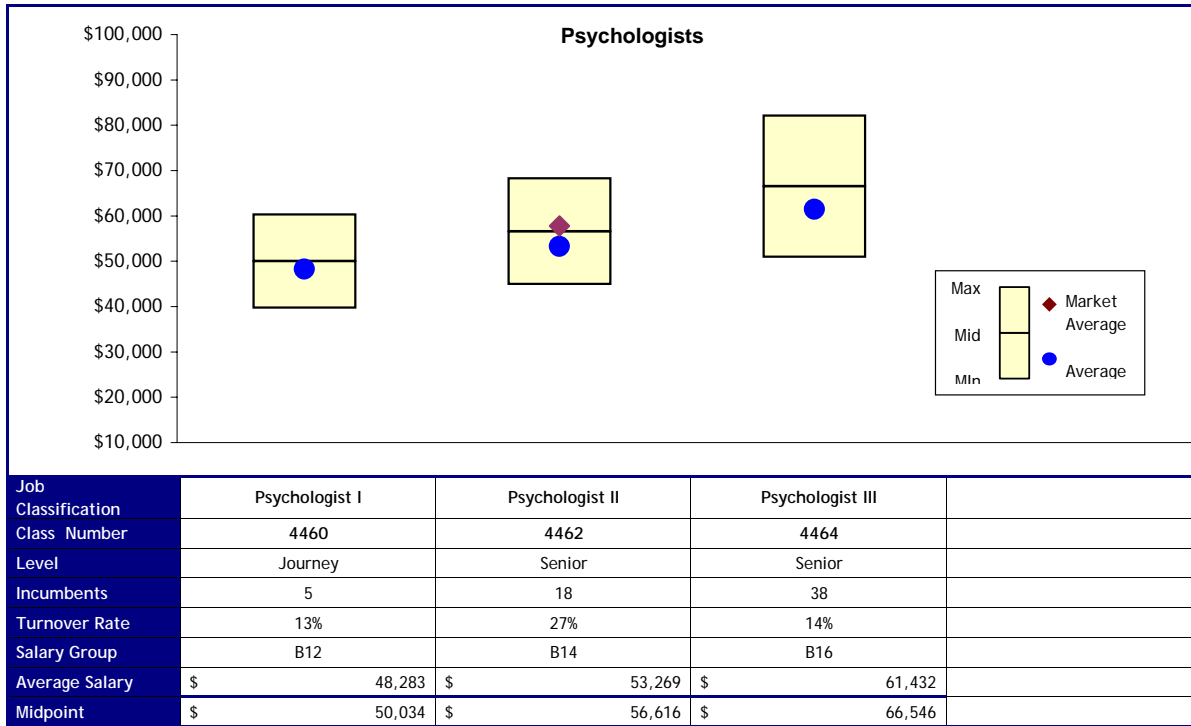 Psychologists
$100,000
$90,000
$80,000
$70,000
$60,000
$50,000
$40,000
$30,000
$20,000
$10,000
Max
Mid
MIn
Market
Average
Average
Job
Classification Psychologist I Psychologist II Psychologist III
Class Number 4460 4462 4464
Level Journey Senior Senior
Incumbents 5 18 38
Turnover Rate 13% 27% 14%
Salary Group B12 B14 B16
Average Salary $ 48,283 $ 53,269 $ 61,432
Midpoint $ 50,034 $ 56,616 $ 66,546